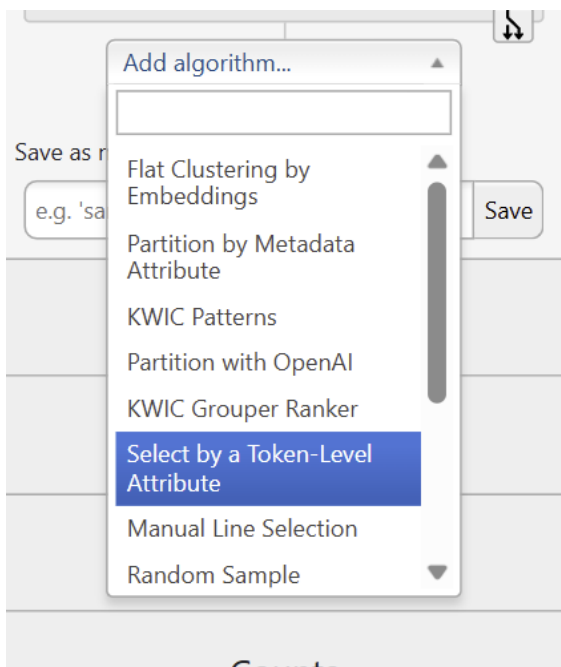 Add algorithm...
Save as r
Flat Clustering by
Embeddings
e.g. 'sa
Save
Partition by Metadata
Attribute
KWIC Patterns
Partition with OpenAI
KWIC Grouper Ranker
Select by a Token-Level
Attribute
Manual Line Selection
Random Sample